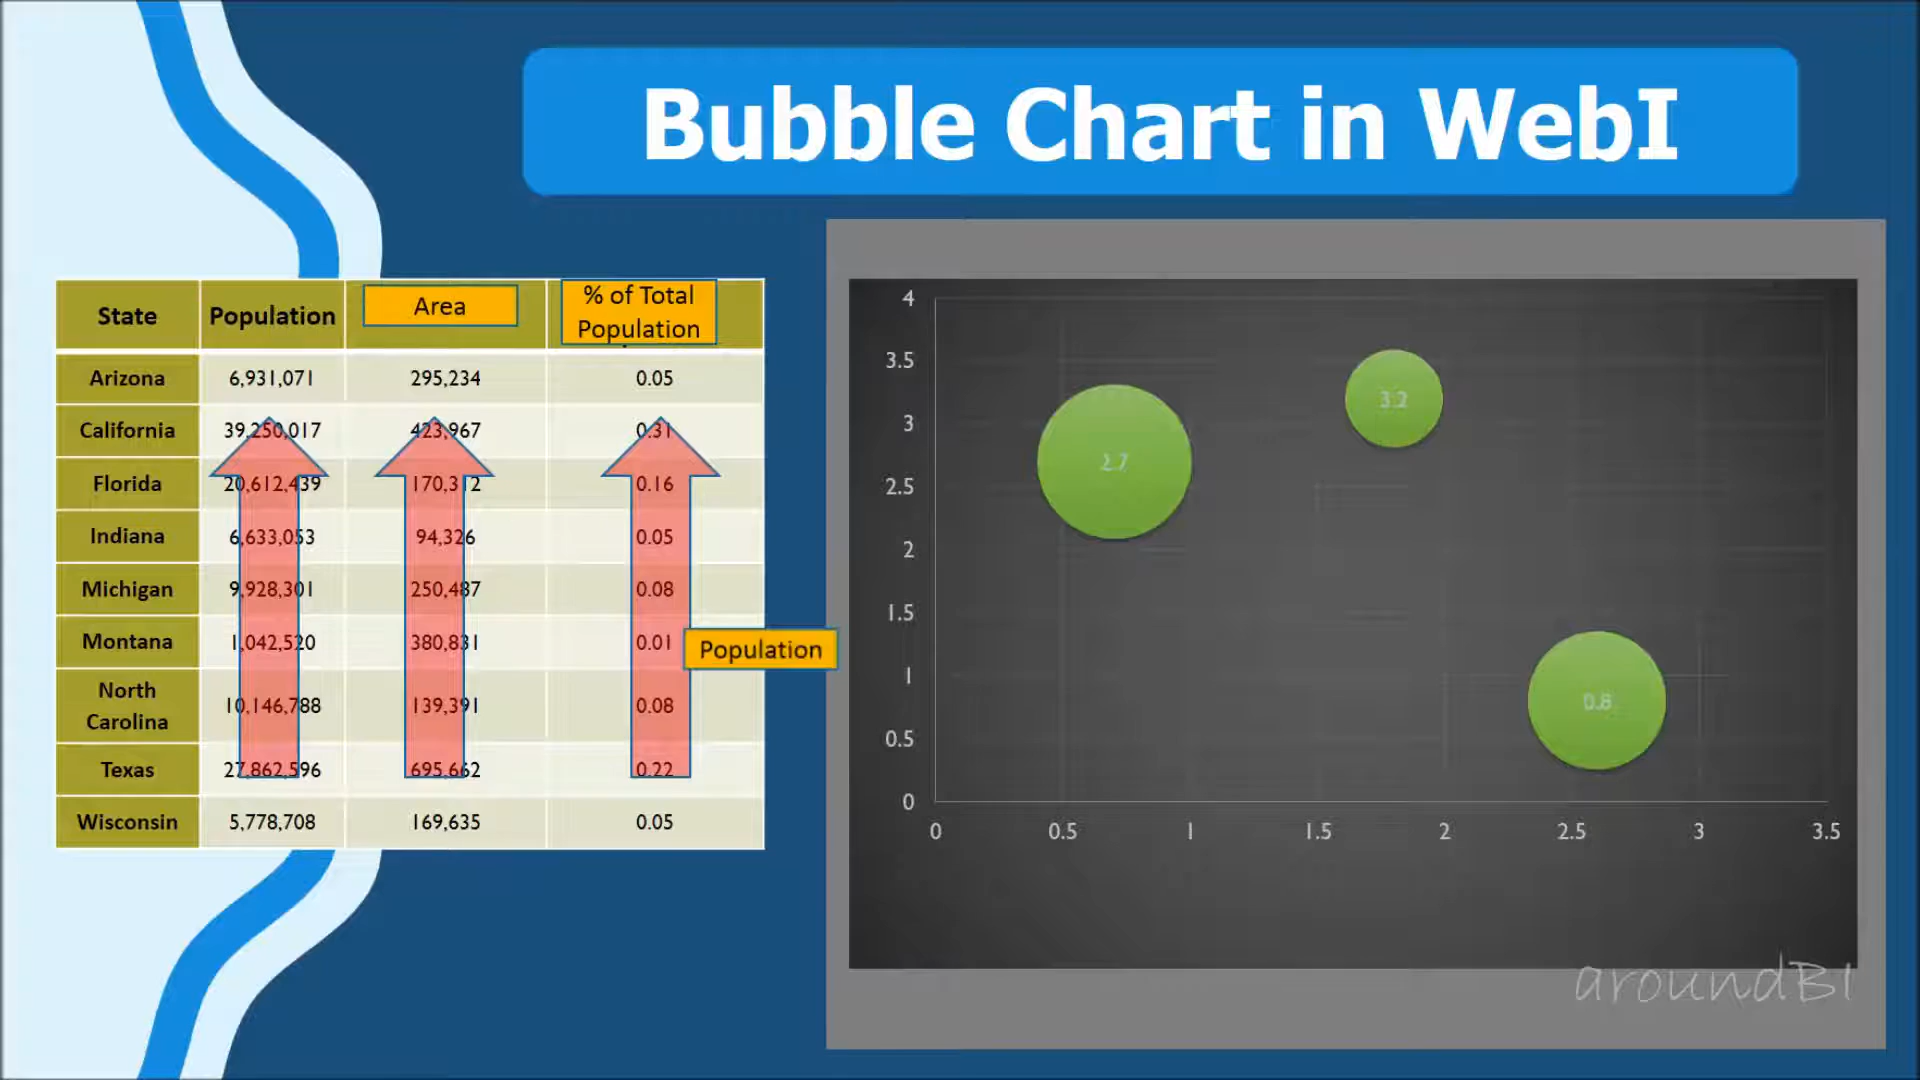 Bubble Chart in WebI
State Population Area % of Total
Population
Arizona 6,931,071 295,234 0.05
California 39,250,017 423,967 0.31
Florida 20,612,439 170,312 0.16
Indiana 6,633,053 94,326 0.05
Michigan 9,928,301 250,487 0.08
Montana 1,042,520 380,831 0.01
North
Carolina 10,146,788 139,391 0.08
Texas 27,862,596 695,662 0.22
Wisconsin 5,778,708 169,635 0.05
Population
4
3.5
3
2.5
2
1.5
1
0.5
0
0 0.5 1 1.5 2 2.5 3 3.5
2.7
3.2
0.8
aroundBI